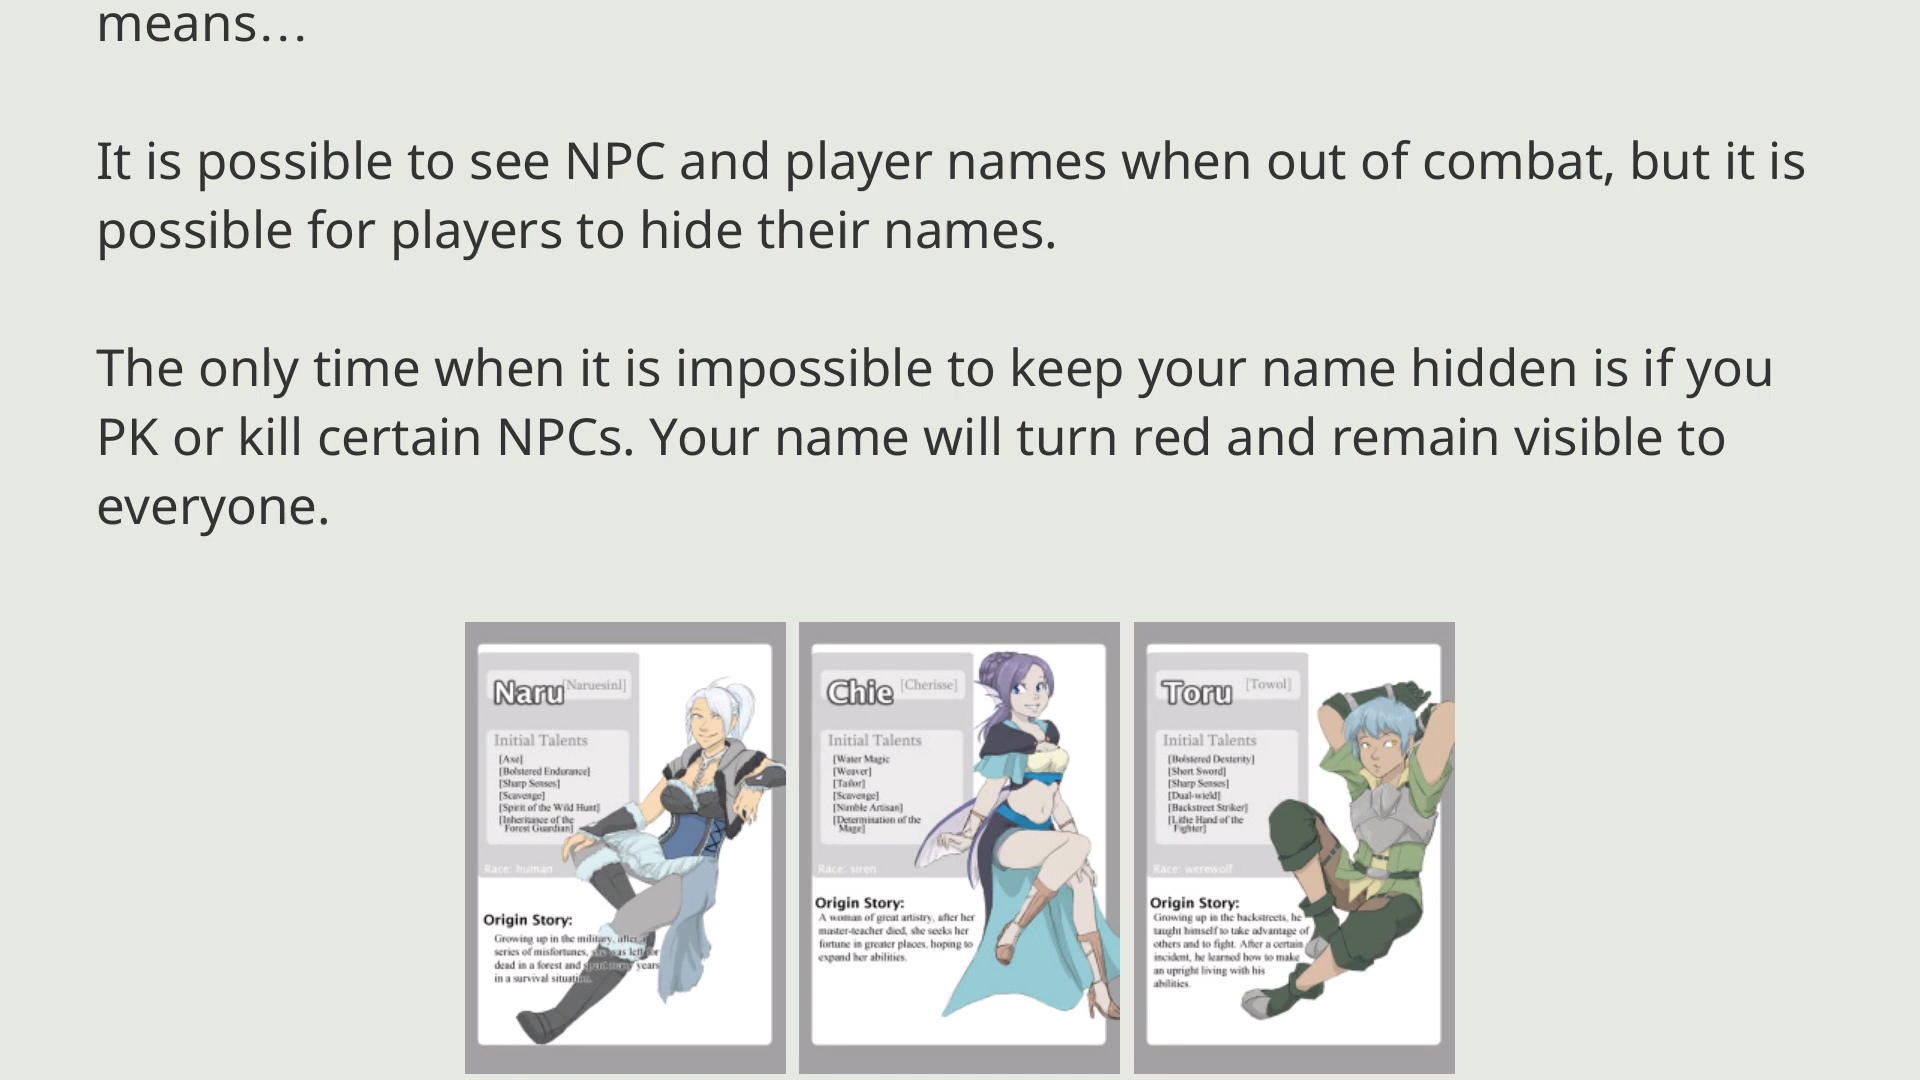 means…
It is possible to see NPC and player names when out of combat, but it is
possible for players to hide their names.
The only time when it is impossible to keep your name hidden is if you
PK or kill certain NPCs. Your name will turn red and remain visible to
everyone.
Naru [Naruesinl]
Initial Talents
[Axe]
[Bolstered Endurance]
[Sharp Senses]
[Scavenge]
[Spirit of the Wild Hunt]
[Inheritance of the
Forest Guardian]
Race: human
Origin Story:
Growing up in the military, after a
series of misfortunes, she was left for
dead in a forest and spent many years
in a survival situation.
Chie [Cherisse]
Initial Talents
[Water Magic
[Weaver]
[Tailor]
[Scavenge]
[Nimble Artisan]
[Determination of the
Mage]
Race: siren
Origin Story:
A woman of great artistry, after her
master-teacher died, she seeks her
fortune in greater places, hoping to
expand her abilities.
Toru [Towol]
Initial Talents
[Bolstered Dexterity]
[Short Sword]
[Sharp Senses]
[Dual-wield]
[Backstreet Striker]
[Lithe Hand of the
Fighter]
Race: werewolf
Origin Story:
Growing up in the backstreets, he
taught himself to take advantage of
others and to fight. After a certain
incident, he learned how to make
an upright living with his
abilities.